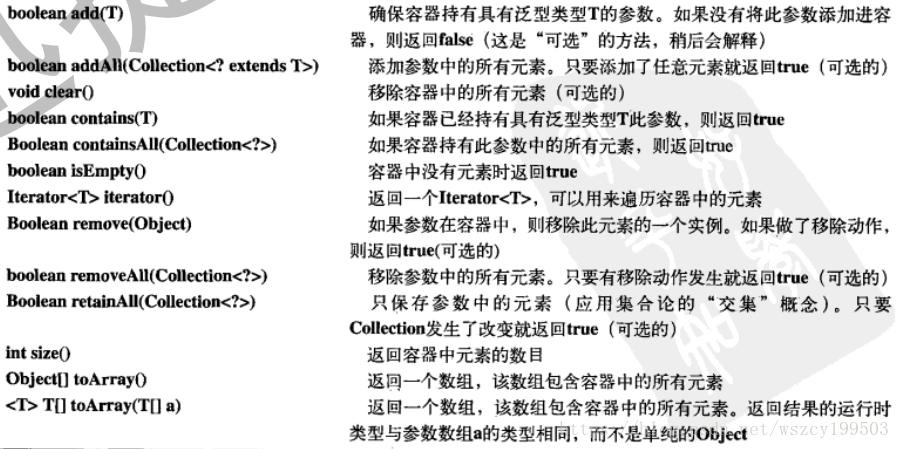 boolean add(T) 确保容器持有具有泛型类型T的参数。如果没有将此参数添加进容
器，则返回false（这是“可选”的方法，稍后会解释）
boolean addAll(Collection<? extends T>) 添加参数中的所有元素。只要添加了任意元素就返回true（可选的）
void clear() 移除容器中的所有元素（可选的）
boolean contains(T) 如果容器已经持有具有泛型类型T此参数，则返回true
Boolean containsAll(Collection<?>) 如果容器持有此参数中的所有元素，则返回true
boolean isEmpty() 容器中没有元素时返回true
Iterator<T> iterator() 返回一个Iterator<T>，可以用来遍历容器中的元素
Boolean remove(Object) 如果参数在容器中，则移除此元素的一个实例。如果做了移除动作，
则返回true(可选的)
boolean removeAll(Collection<?>) 移除参数中的所有元素。只要有移除动作发生就返回true（可选的）
Boolean retainAll(Collection<?>) 只保存参数中的元素（应用集合论的“交集”概念）。只要
Collection发生了改变就返回true（可选的）
int size() 返回容器中元素的数目
Object[] toArray() 返回一个数组，该数组包含容器中的所有元素
<T> T[] toArray(T[] a) 返回一个数组，该数组包含容器中的所有元素。返回结果的运行时
类型与参数数组a的类型相同，而不是单纯的Object
net/wszcy199503